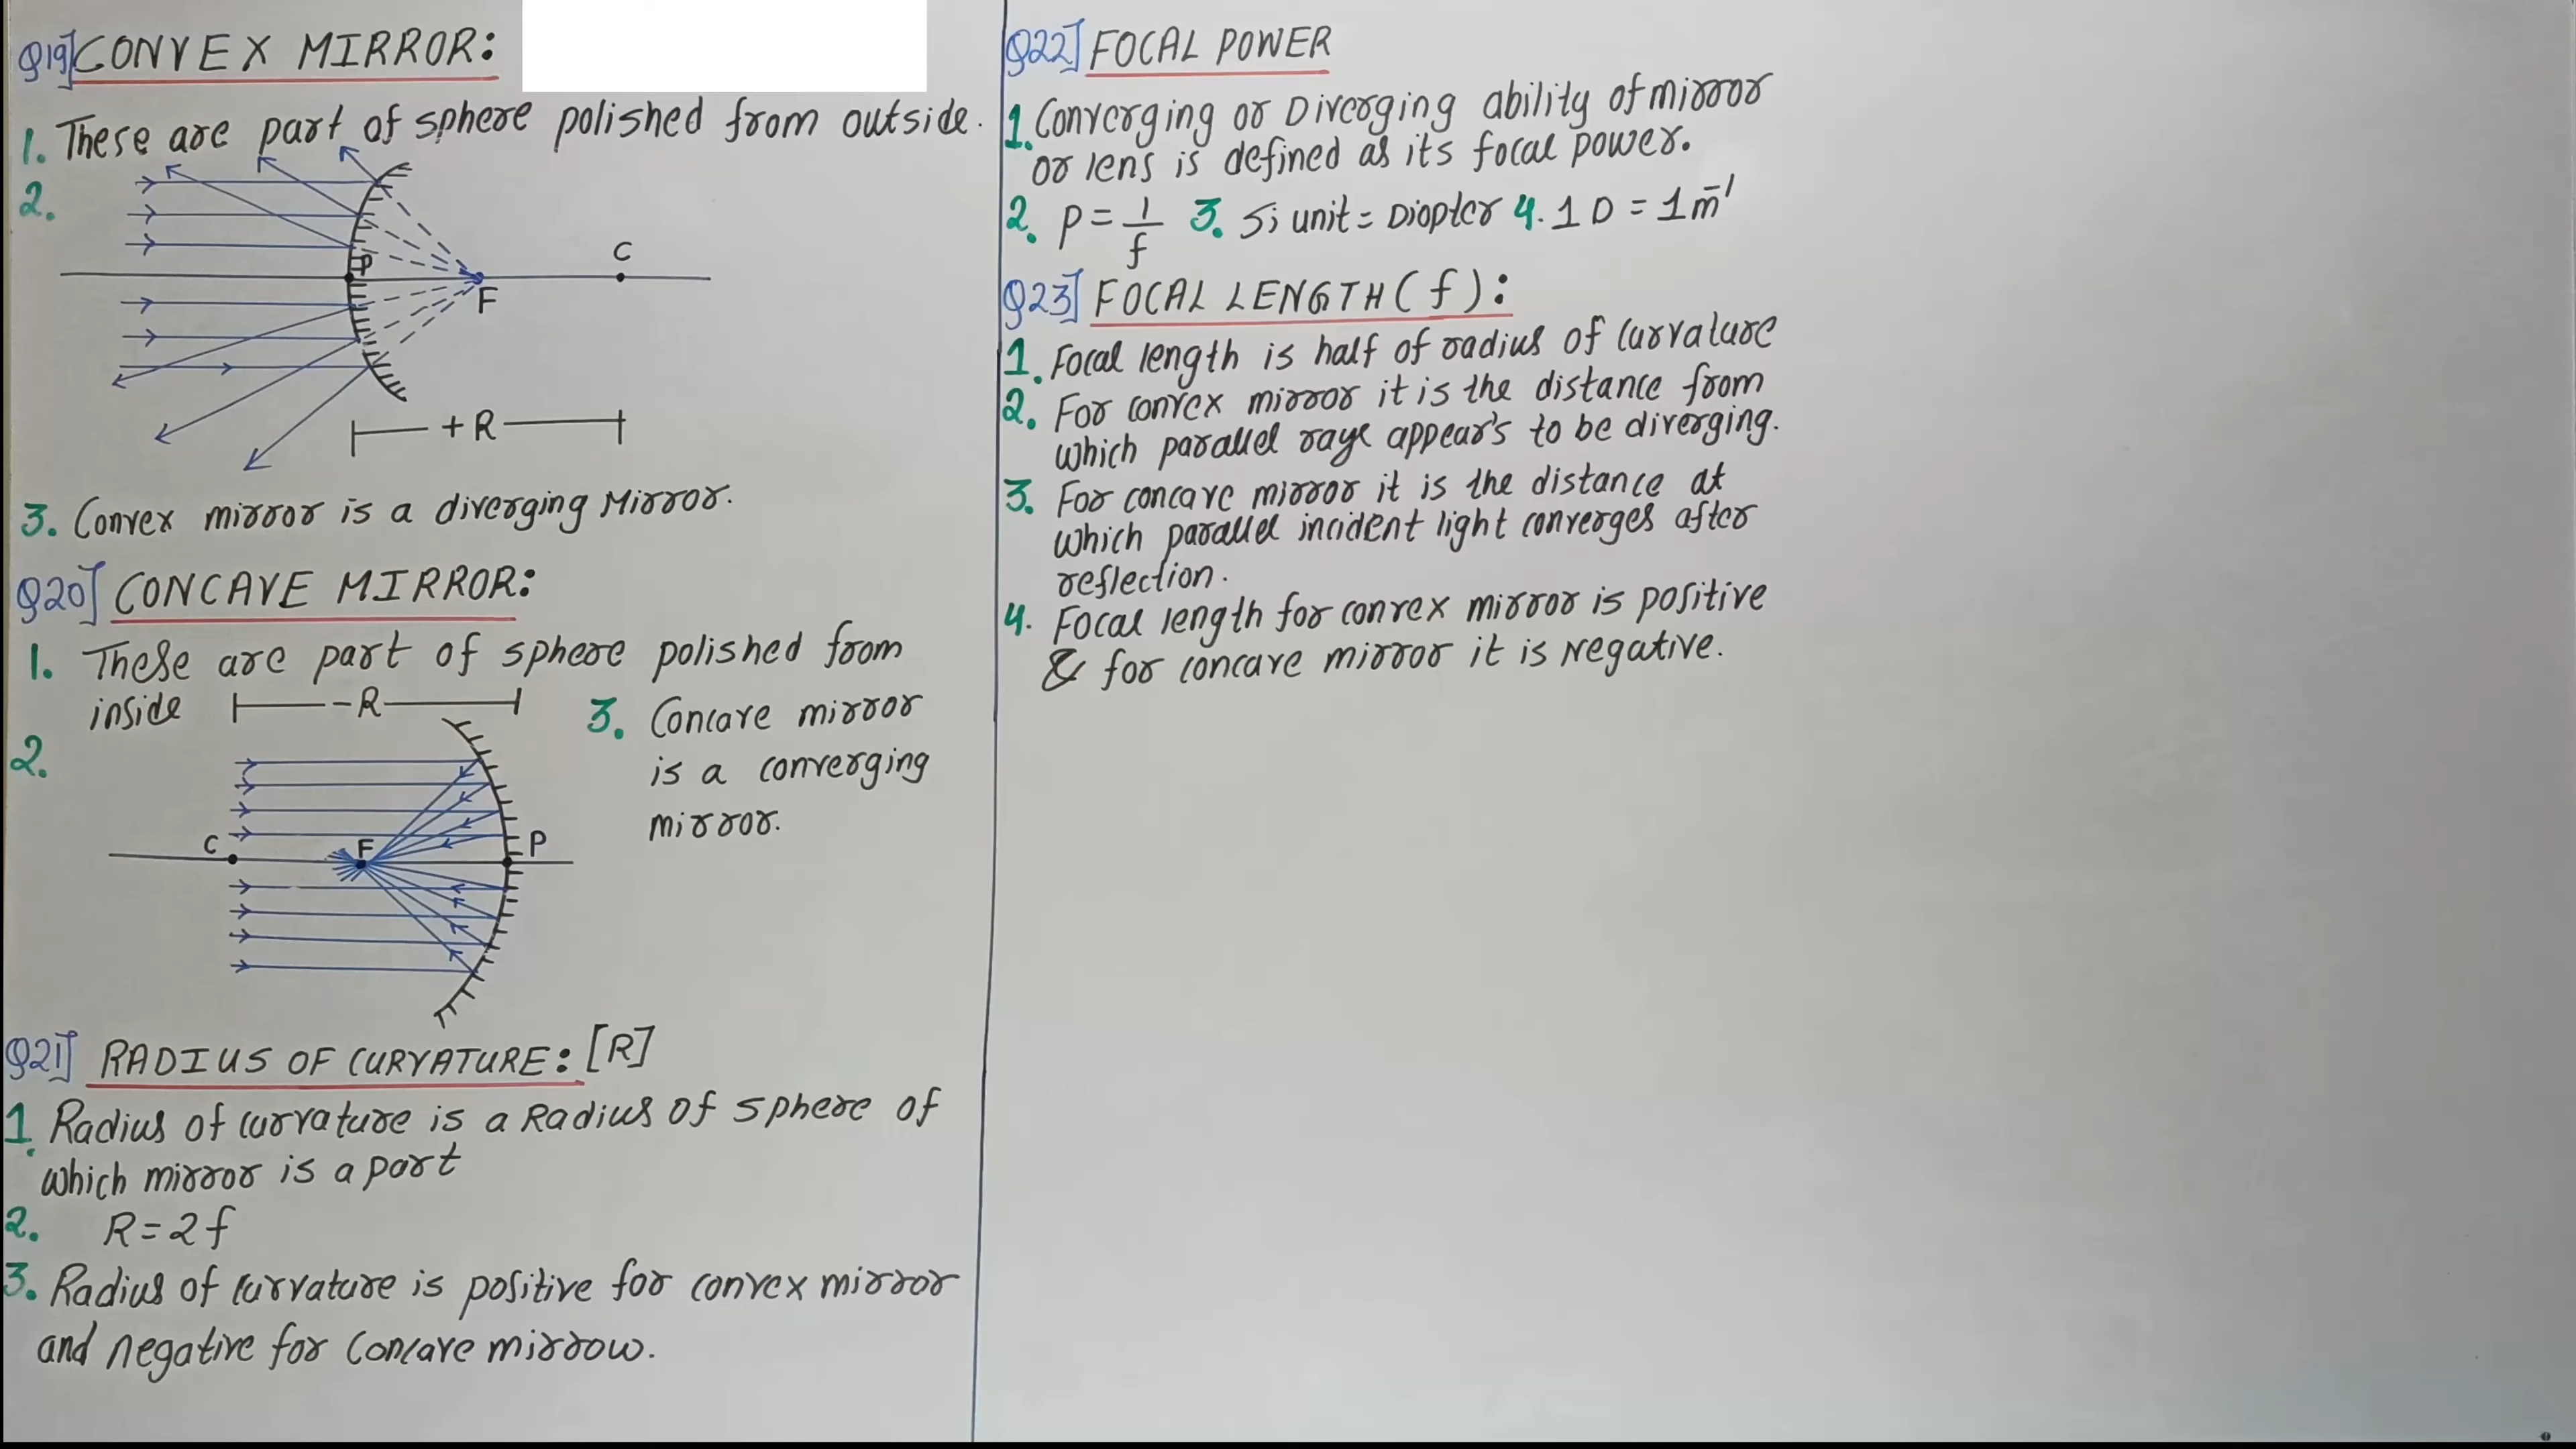 Q19] CONVEX MIRROR:
1. These are part of sphere polished from outside.
2.
P
F
C
+R
3. Convex mirror is a diverging Mirror.
Q20] CONCAVE MIRROR:
1. These are part of sphere polished from
inside
-R
2.
C
F
P
3. Concave mirror
is a converging
mirror.
Q21] RADIUS OF CURVATURE: [R]
1. Radius of curvature is a Radius of sphere of
which mirror is a part
2. R=2f
3. Radius of curvature is positive for convex mirror
and negative for concave mirrow.
Q22] FOCAL POWER
1. Converging or Diverging ability of mirror
or lens is defined as its focal power.
2. P = 1/f 3. Si unit = Diopter 4. 1 D = 1m⁻¹
Q23] FOCAL LENGTH (f):
1. Focal length is half of radius of curvature
2. For convex mirror it is the distance from
which parallel raye appear's to be diverging.
3. For concave mirror it is the distance at
which parallel incident light converges after
reflection.
4. Focal length for convex mirror is positive
& for concave mirror it is Negative.